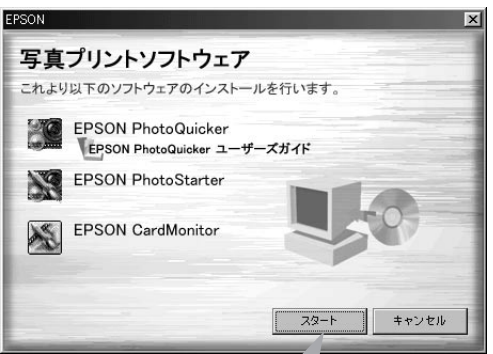 EPSON
写真プリントソフトウェア
これより以下のソフトウェアのインストールを行います。
EPSON PhotoQuicker
EPSON PhotoQuicker ユーザーズガイド
EPSON PhotoStarter
EPSON CardMonitor
スタート
キャンセル